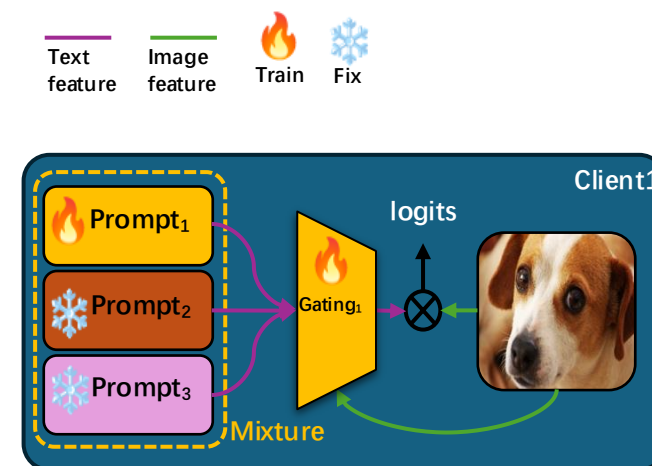 Text
feature
Image
feature
Train
Fix
Client1
logits
Prompt₁
Prompt₂
Prompt₃
Gating₁
Mixture